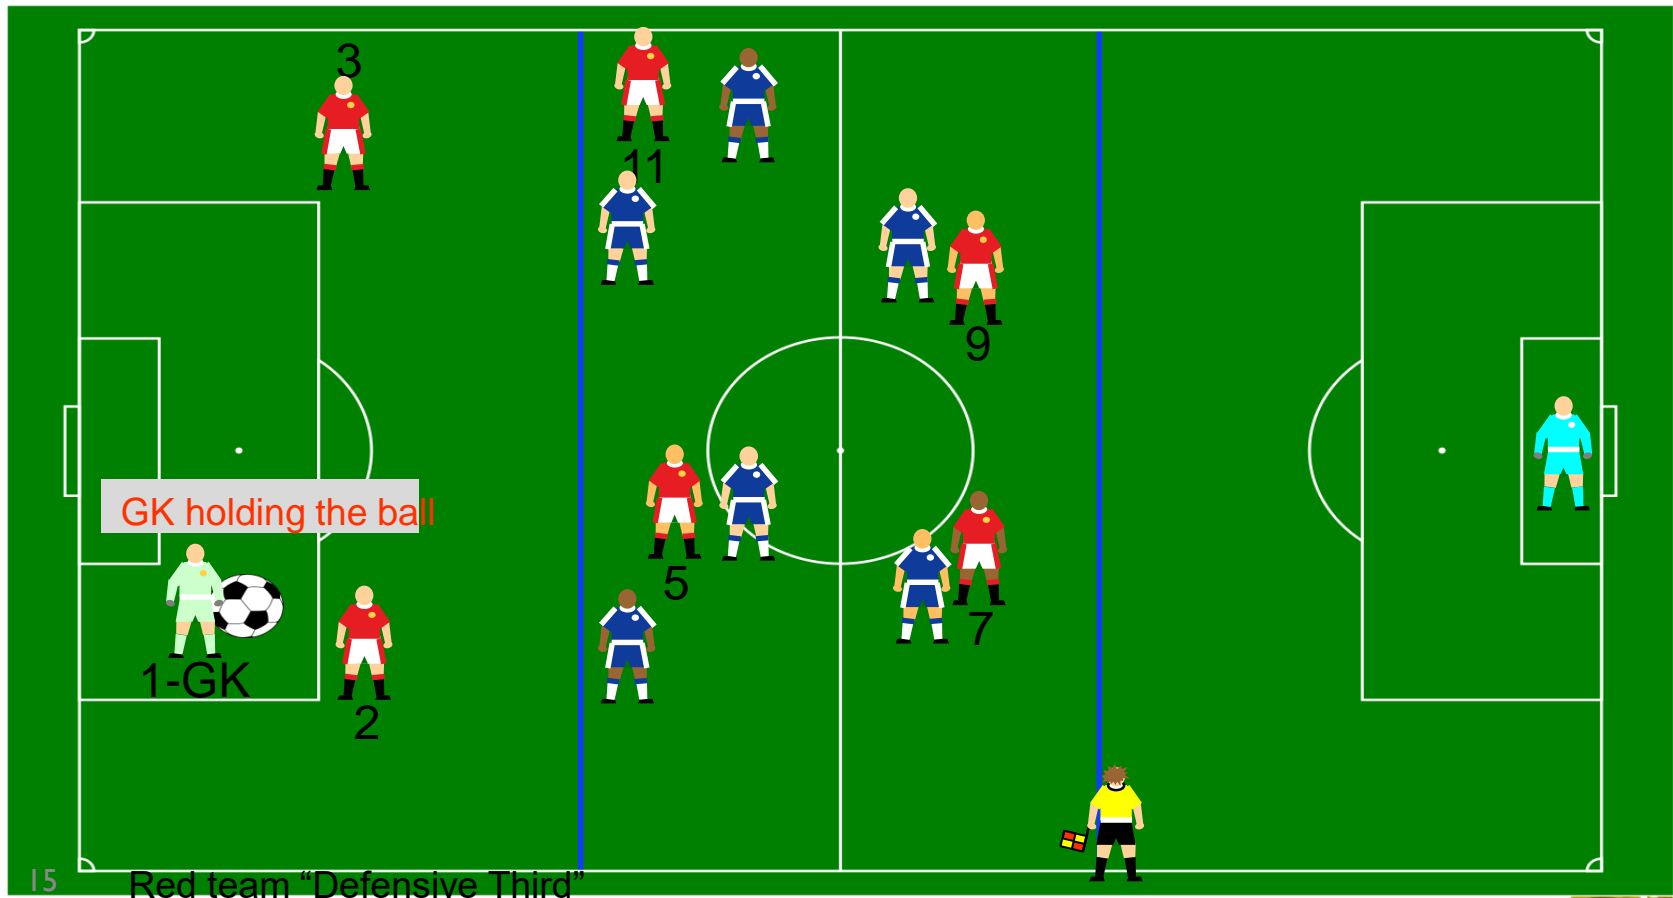 3
11
9
GK holding the ball
5
7
1-GK
2
15
Red team “Defensive Third”